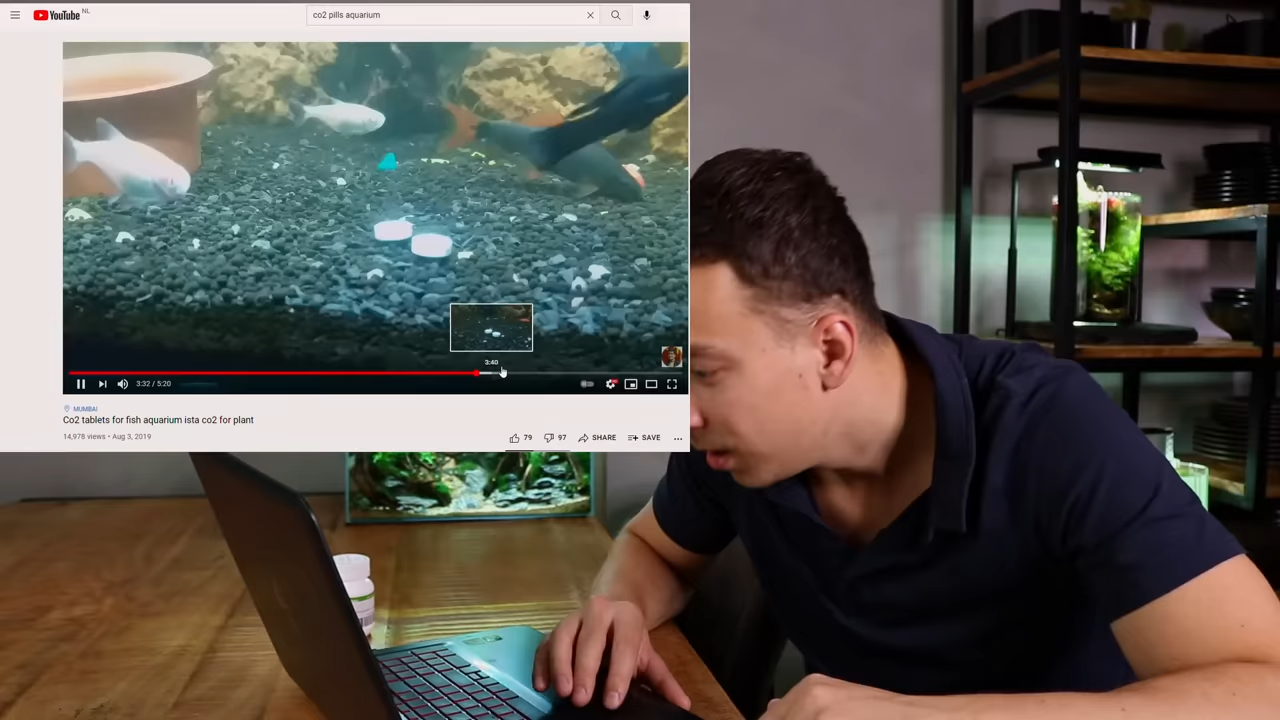 YouTube NL
co2 pills aquarium
3:40
3:32 / 5:20
MUMBAI
Co2 tablets for fish aquarium ista co2 for plant
14,978 views • Aug 3, 2019
79
97
SHARE
SAVE